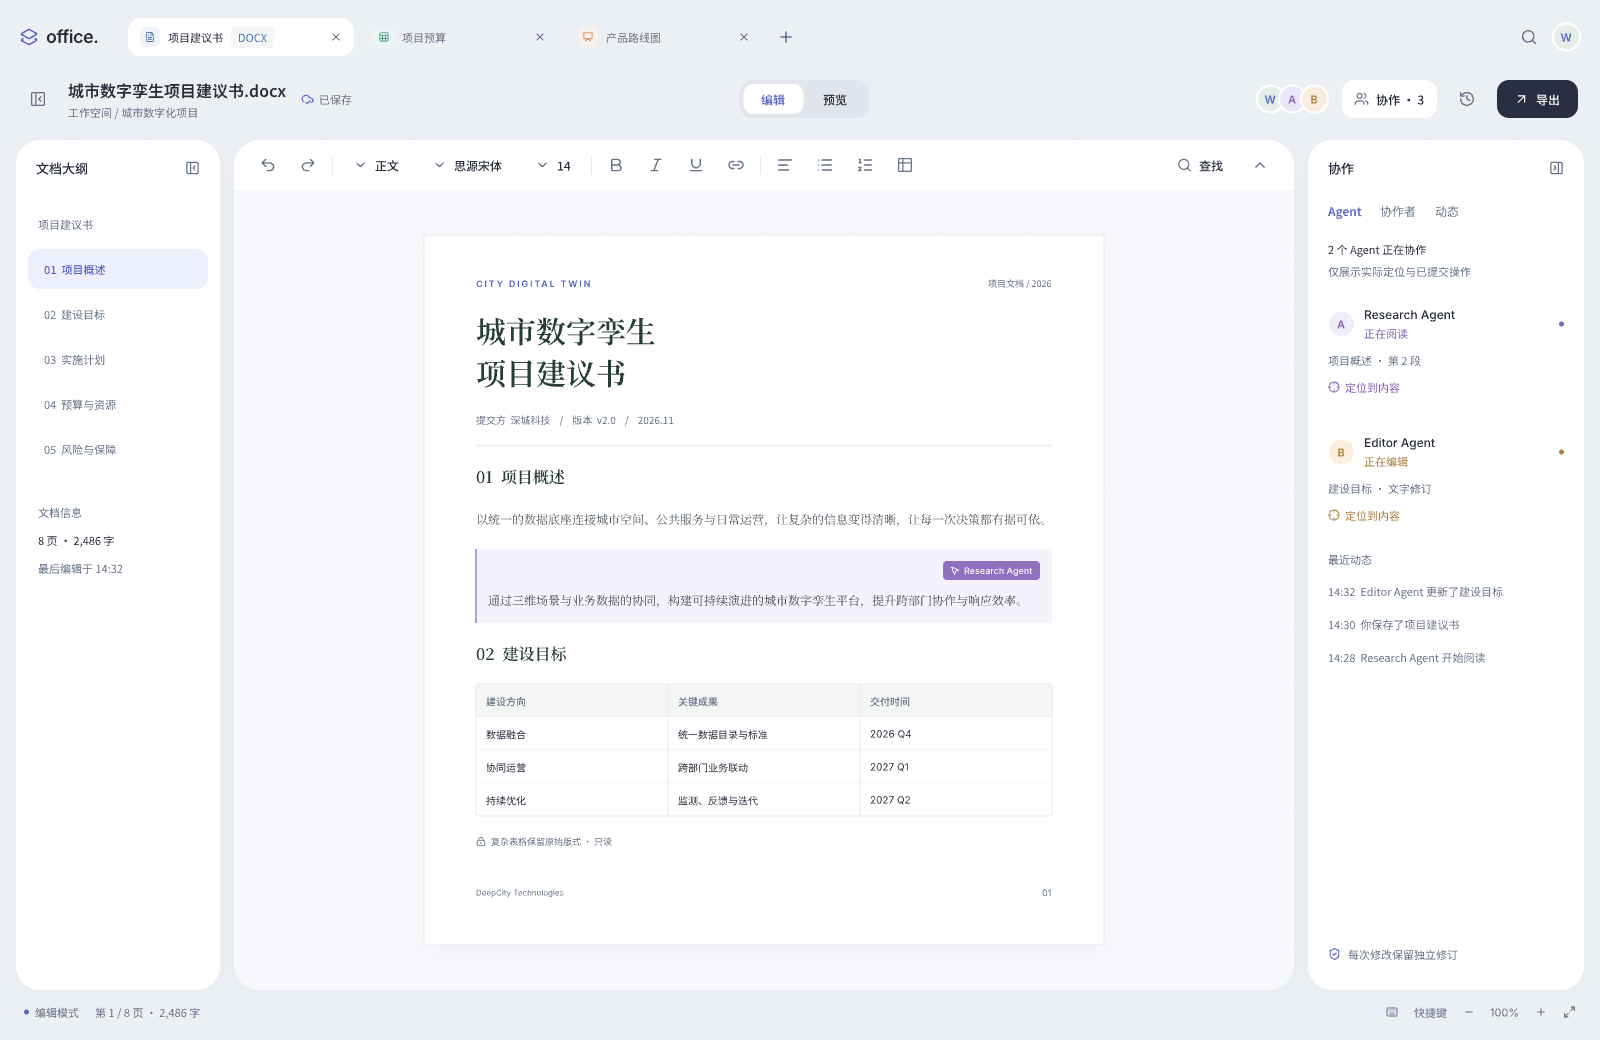 office.
项目建议书 DOCX
项目预算
产品路线图
W
城市数字孪生项目建议书.docx
已保存
工作空间 / 城市数字化项目
编辑 预览
W A B
协作 · 3
导出
文档大纲
项目建议书
01 项目概述
02 建设目标
03 实施计划
04 预算与资源
05 风险与保障
文档信息
8 页 · 2,486 字
最后编辑于 14:32
正文 思源宋体 14
查找
CITY DIGITAL TWIN
项目文档 / 2026
城市数字孪生
项目建议书
提交方 深城科技 / 版本 v2.0 / 2026.11
01 项目概述
以统一的数据底座连接城市空间、公共服务与日常运营，让复杂的信息变得清晰，让每一次决策都有据可依。
Research Agent
通过三维场景与业务数据的协同，构建可持续演进的城市数字孪生平台，提升跨部门协作与响应效率。
02 建设目标
建设方向 关键成果 交付时间
数据融合 统一数据目录与标准 2026 Q4
协同运营 跨部门业务联动 2027 Q1
持续优化 监测、反馈与迭代 2027 Q2
复杂表格保留原始版式 · 只读
DeepCity Technologies
01
协作
Agent 协作者 动态
2 个 Agent 正在协作
仅展示实际定位与已提交操作
A
Research Agent
正在阅读
项目概述 · 第 2 段
定位到内容
B
Editor Agent
正在编辑
建设目标 · 文字修订
定位到内容
最近动态
14:32 Editor Agent 更新了建设目标
14:30 你保存了项目建议书
14:28 Research Agent 开始阅读
每次修改保留独立修订
编辑模式 第 1 / 8 页 · 2,486 字
快捷键 100%